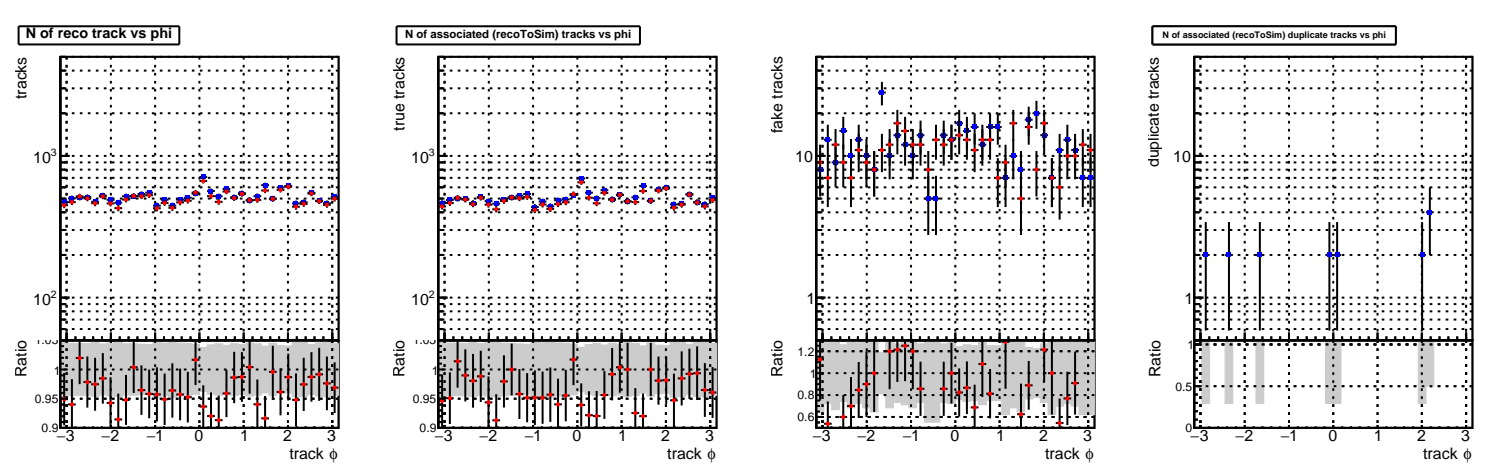 N of reco track vs phi
tracks
10³
10²
Ratio
1
0.95
0.9
−3 −2 −1 0 1 2 3
track ϕ
N of associated (recoToSim) tracks vs phi
true tracks
10³
10²
Ratio
1
0.95
0.9
−3 −2 −1 0 1 2 3
track ϕ
fake tracks
10
1
Ratio
1.2
1
0.8
0.6
−3 −2 −1 0 1 2 3
track ϕ
N of associated (recoToSim) duplicate tracks vs phi
duplicate tracks
10
1
Ratio
1
0.5
0
−3 −2 −1 0 1 2 3
track ϕ